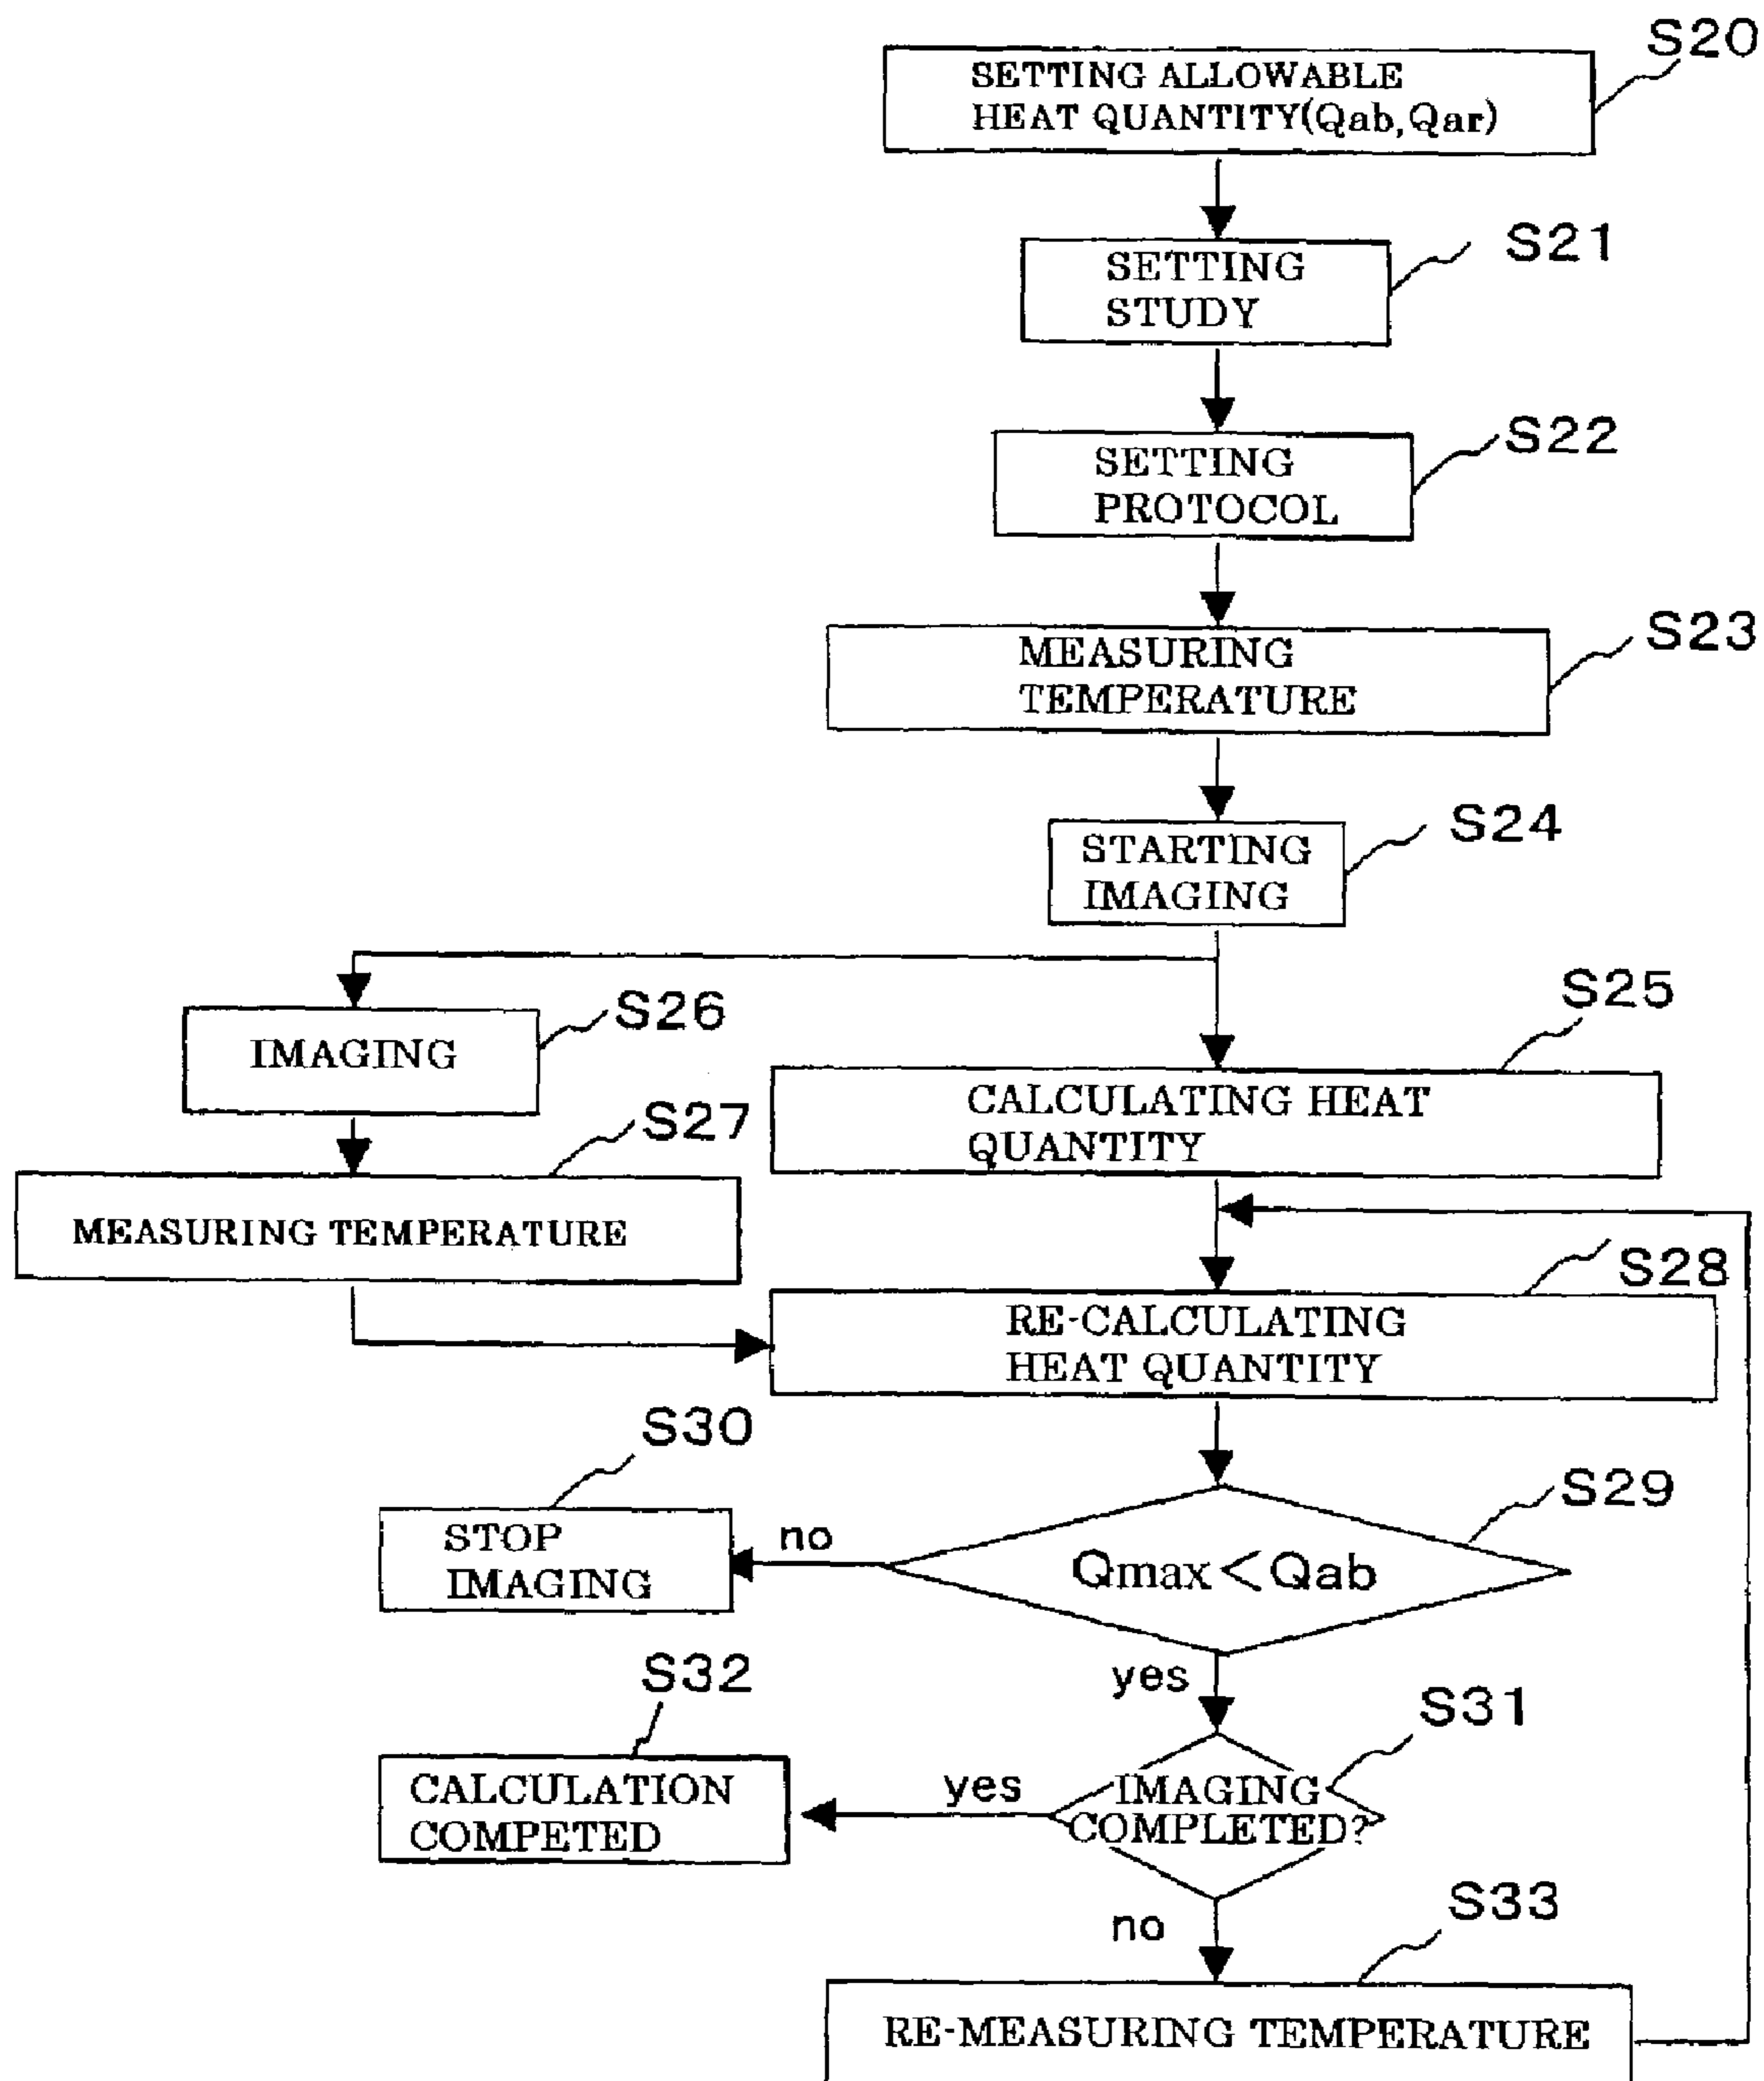 S20
SETTING ALLOWABLE
HEAT QUANTITY(Qab,Qar)
S21
SETTING
STUDY
S22
SETTING
PROTOCOL
S23
MEASURING
TEMPERATURE
S24
STARTING
IMAGING
S26
IMAGING
S25
CALCULATING HEAT
QUANTITY
S27
MEASURING TEMPERATURE
S28
RE-CALCULATING
HEAT QUANTITY
S30
STOP
IMAGING
no
S29
Qmax<Qab
yes
S32
CALCULATION
COMPETED
yes
S31
IMAGING
COMPLETED?
no
S33
RE-MEASURING TEMPERATURE